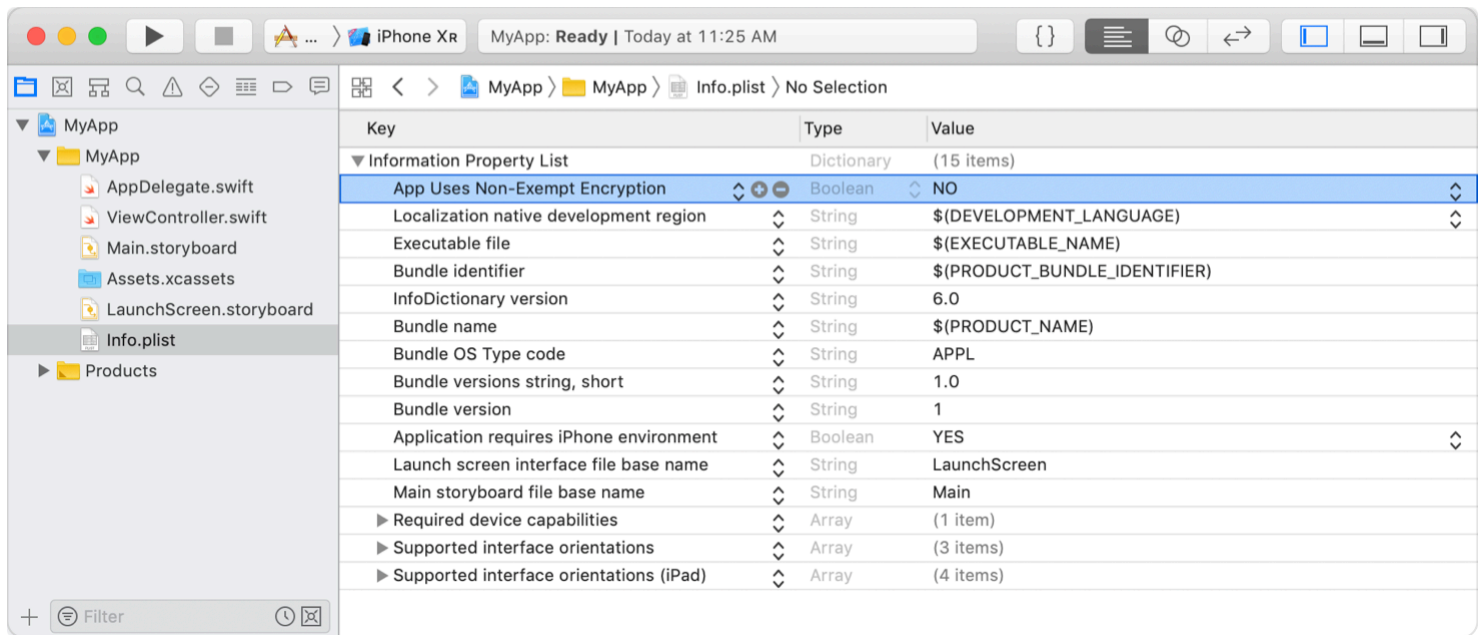 ... iPhone XR MyApp: Ready | Today at 11:25 AM {}
MyApp MyApp Info.plist No Selection
MyApp
MyApp
AppDelegate.swift
ViewController.swift
Main.storyboard
Assets.xcassets
LaunchScreen.storyboard
Info.plist
Products
Filter
Key Type Value
Information Property List Dictionary (15 items)
App Uses Non-Exempt Encryption Boolean NO
Localization native development region String $(DEVELOPMENT_LANGUAGE)
Executable file String $(EXECUTABLE_NAME)
Bundle identifier String $(PRODUCT_BUNDLE_IDENTIFIER)
InfoDictionary version String 6.0
Bundle name String $(PRODUCT_NAME)
Bundle OS Type code String APPL
Bundle versions string, short String 1.0
Bundle version String 1
Application requires iPhone environment Boolean YES
Launch screen interface file base name String LaunchScreen
Main storyboard file base name String Main
Required device capabilities Array (1 item)
Supported interface orientations Array (3 items)
Supported interface orientations (iPad) Array (4 items)